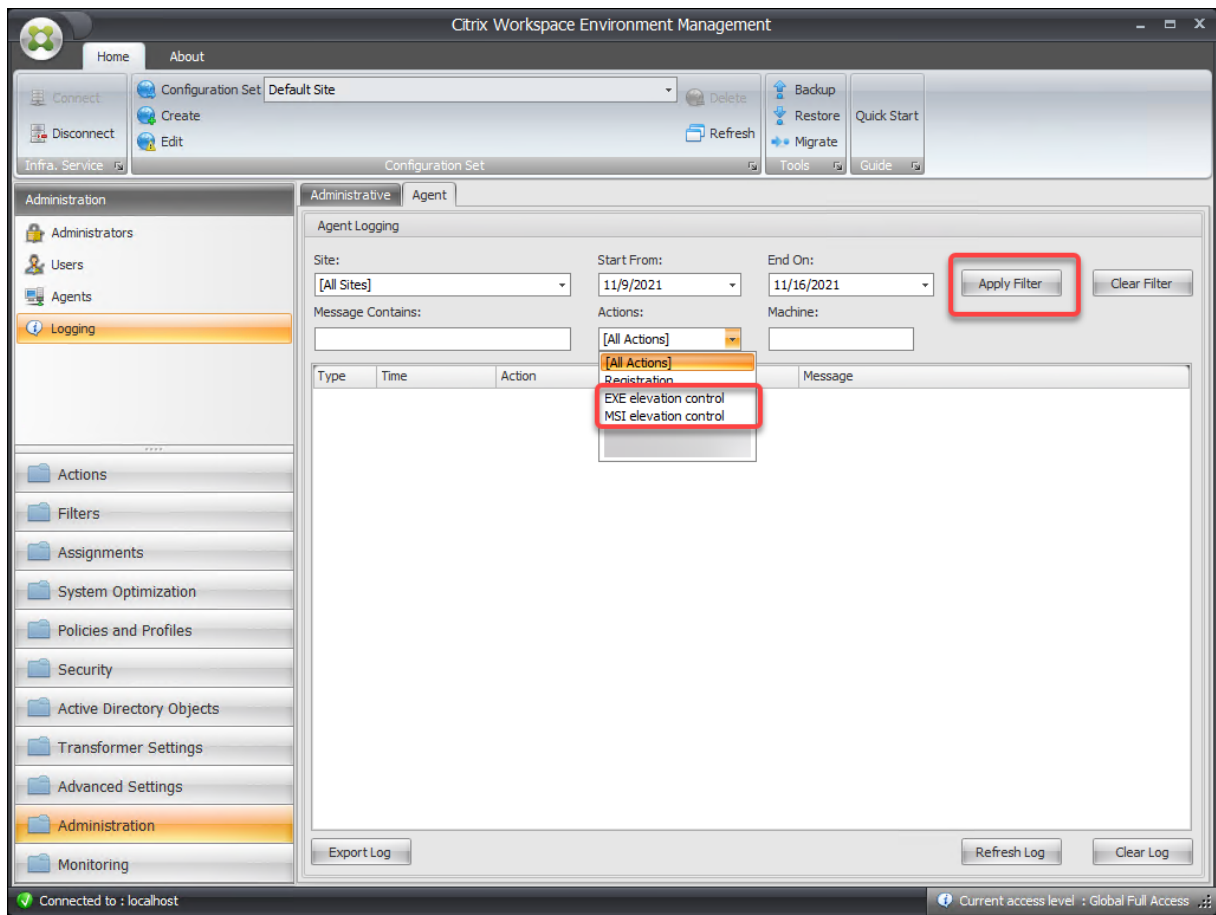 Citrix Workspace Environment Management
Home About
Connect
Disconnect
Infra. Service
Configuration Set Default Site
Create
Edit
Delete
Refresh
Configuration Set
Backup
Restore
Migrate
Tools
Quick Start
Guide
Administration
Administrators
Users
Agents
Logging
Actions
Filters
Assignments
System Optimization
Policies and Profiles
Security
Active Directory Objects
Transformer Settings
Advanced Settings
Administration
Monitoring
Administrative Agent
Agent Logging
Site: Start From: End On:
[All Sites] 11/9/2021 11/16/2021 Apply Filter Clear Filter
Message Contains: Actions: Machine:
[All Actions]
[All Actions]
Registration
EXE elevation control
MSI elevation control
Type Time Action Message
Export Log Refresh Log Clear Log
Connected to : localhost Current access level : Global Full Access